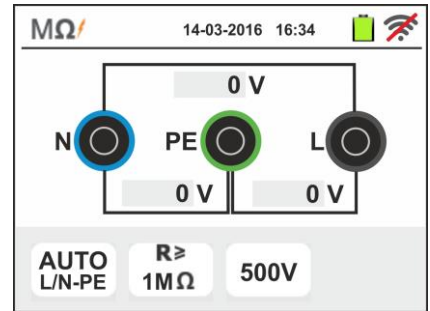 MΩ 14-03-2016 16:34
0 V
N PE L
0 V 0 V
AUTO R≥ 500V
L/N-PE 1MΩ